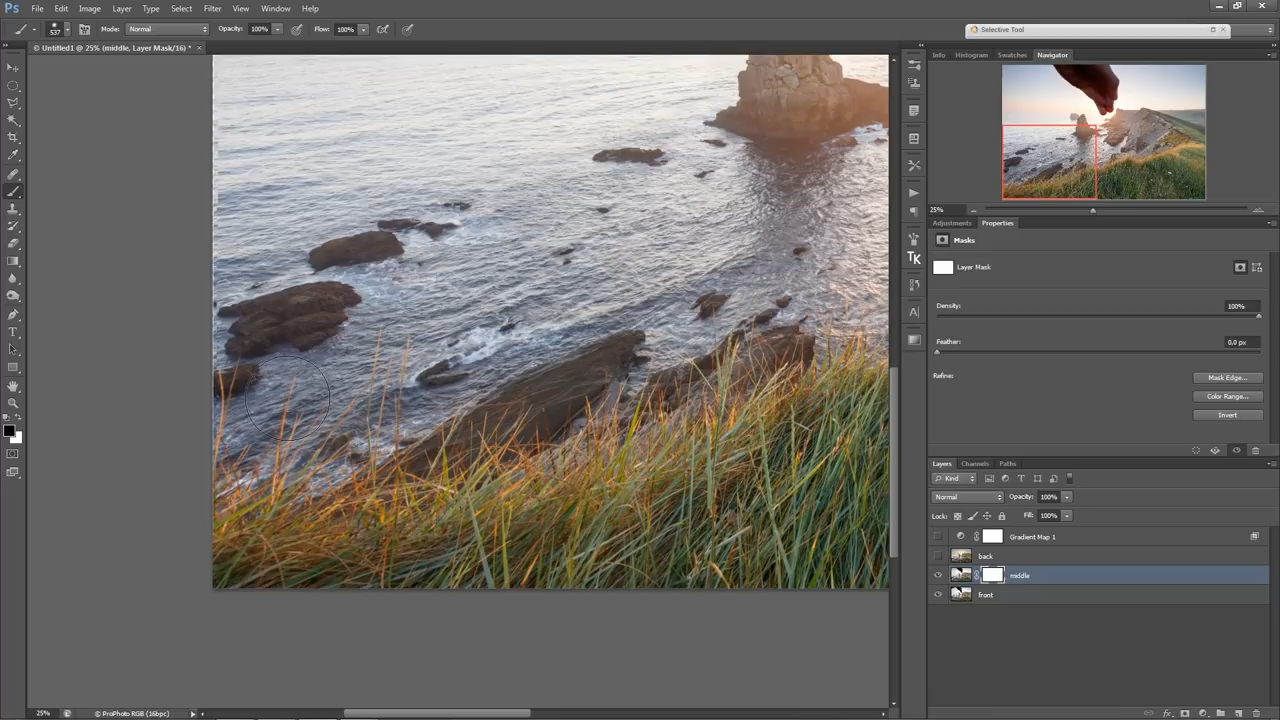 Ps File Edit Image Layer Type Select Filter View Window Help
537 Mode: Normal Opacity: 100% Flow: 100%
Selective Tool
© Untitled1 @ 25% (middle, Layer Mask/16) *
Info Histogram Swatches Navigator
25%
Adjustments Properties
Masks
Layer Mask
Density: 100%
Feather: 0.0 px
Refine: Mask Edge...
Color Range...
Invert
Layers Channels Paths
Kind
Normal Opacity: 100%
Lock: Fill: 100%
Gradient Map 1
back
middle
front
TK
A
T
25% © ProPhoto RGB (16bpc)
fx